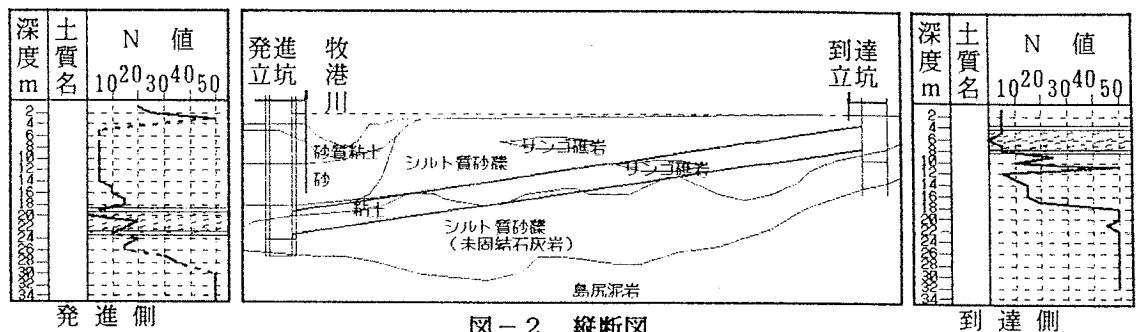 深度m
土質名
N 値
10 20 30 40 50
2
4
6
8
10
12
14
16
18
20
22
24
26
28
30
32
34
発進側
発進立坑
牧港川
到達立坑
砂質粘土
砂
粘土
シルト質砂礫
サンゴ礁岩
サンゴ礁岩
シルト質砂礫
(未固結石灰岩)
島尻泥岩
図-2 縦断図
深度m
土質名
N 値
10 20 30 40 50
2
4
6
8
10
12
14
16
18
20
22
24
26
28
30
32
34
到達側